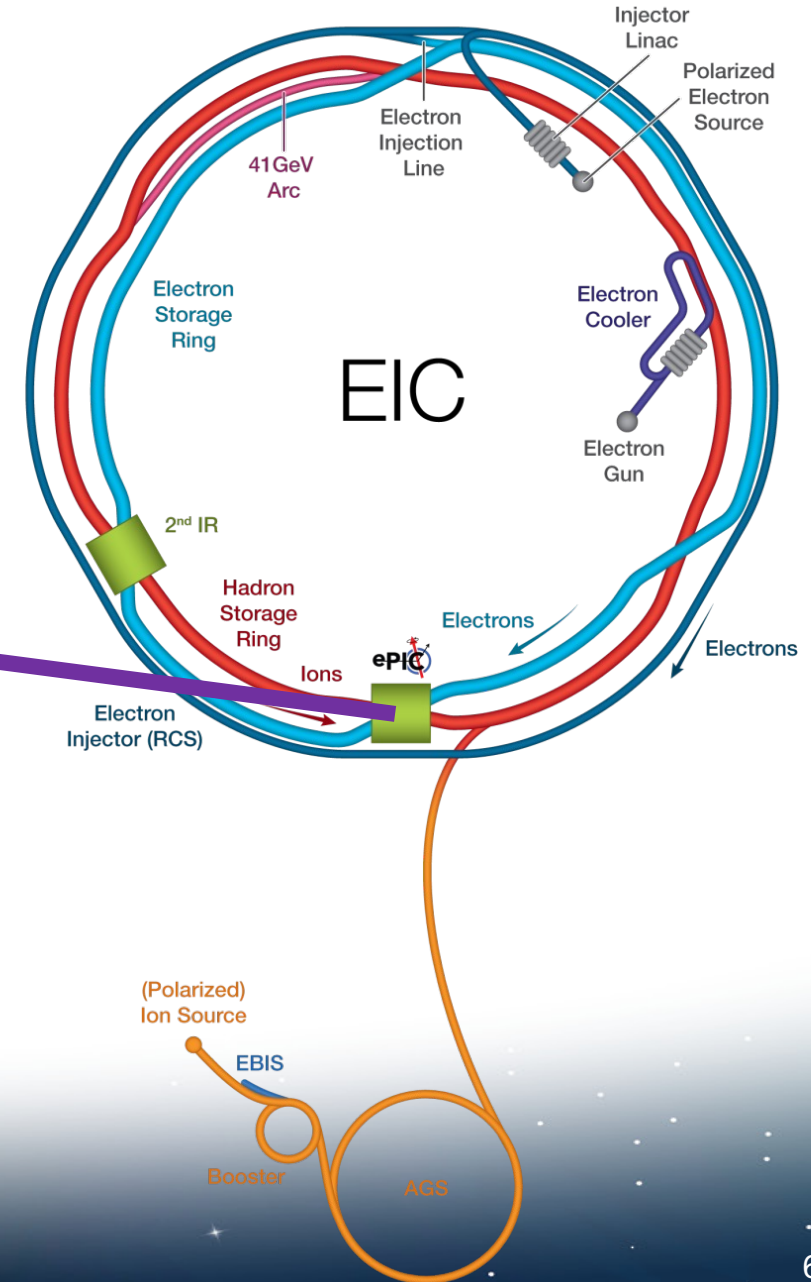 Injector
Linac
Polarized
Electron
Source
Electron
Injection
Line
41GeV
Arc
Electron
Storage
Ring
Electron
Cooler
EIC
Electron
Gun
2nd IR
Hadron
Storage
Ring
Electrons
ePIC
Electrons
Ions
Electron
Injector (RCS)
(Polarized)
Ion Source
EBIS
Booster
AGS
6